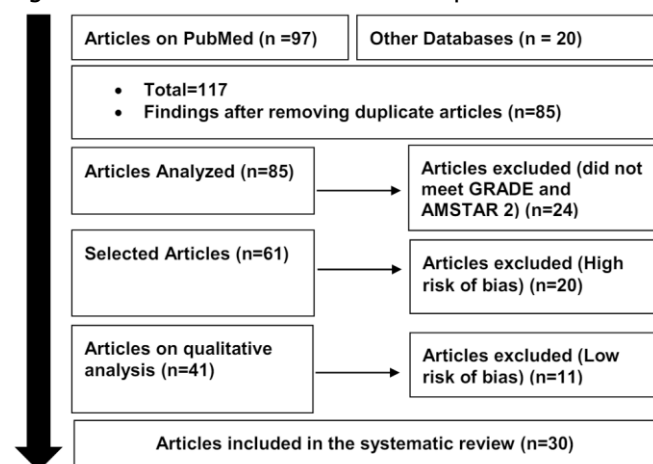 Articles on PubMed (n =97)
Other Databases (n = 20)
• Total=117
• Findings after removing duplicate articles (n=85)
Articles Analyzed (n=85)
Articles excluded (did not
meet GRADE and
AMSTAR 2) (n=24)
Selected Articles (n=61)
Articles excluded (High
risk of bias) (n=20)
Articles on qualitative
analysis (n=41)
Articles excluded (Low
risk of bias) (n=11)
Articles included in the systematic review (n=30)